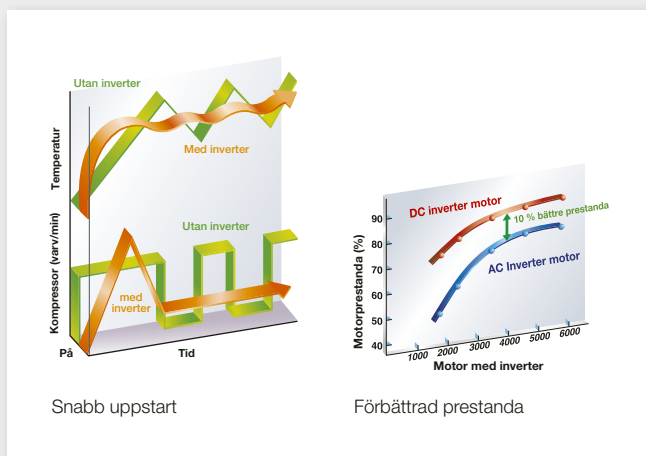 Utan inverter
Temperatur
Med inverter
Kompressor (varv/min)
Utan inverter
med
inverter
På
Tid
Snabb uppstart
Motorprestanda (%)
90
80
70
60
50
40
DC inverter motor
10 % bättre prestanda
AC Inverter motor
1000 2000 3000 4000 5000 6000
Motor med inverter
Förbättrad prestanda